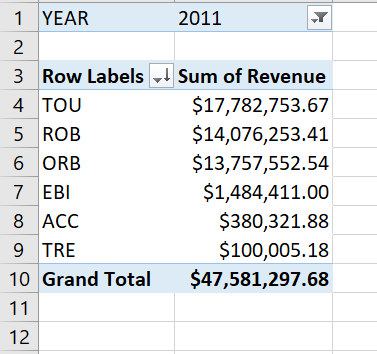 1 YEAR 2011
2
3 Row Labels Sum of Revenue
4 TOU $17,782,753.67
5 ROB $14,076,253.41
6 ORB $13,757,552.54
7 EBI $1,484,411.00
8 ACC $380,321.88
9 TRE $100,005.18
10 Grand Total $47,581,297.68
11
12